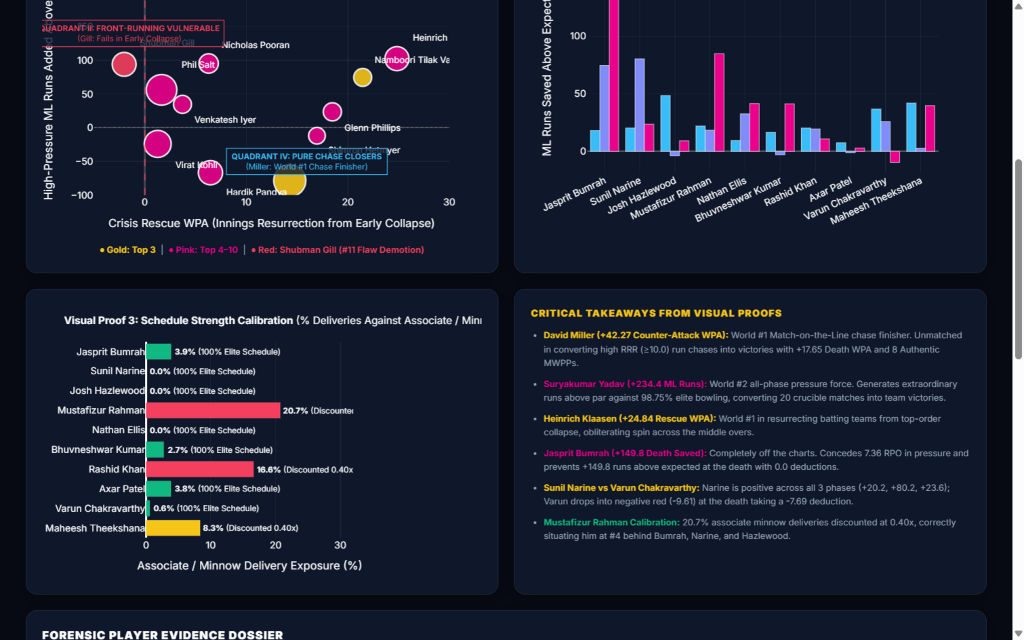 High-Pressure ML Runs Added Above
QUADRANT II: FRONT-RUNNING VULNERABLE
(Gill: Fails in Early Collapse)
Shubman Gill
Nicholas Pooran
Heinrich
Phil Salt
Namboori Tilak Va
Venkatesh Iyer
Glenn Phillips
Virat Kohli
QUADRANT IV: PURE CHASE CLOSERS
(Miller: World #1 Chase Finisher)
Hardik Pandya
100
50
0
−50
−100
0
10
20
30
Crisis Rescue WPA (Innings Resurrection from Early Collapse)
● Gold: Top 3 | ● Pink: Top 4–10 | ● Red: Shubman Gill (#11 Flaw Demotion)
ML Runs Saved Above Expect
100
50
0
Jasprit Bumrah
Sunil Narine
Josh Hazlewood
Mustafizur Rahman
Nathan Ellis
Bhuvneshwar Kumar
Rashid Khan
Axar Patel
Varun Chakravarthy
Maheesh Theekshana
Visual Proof 3: Schedule Strength Calibration (% Deliveries Against Associate / Minn
Jasprit Bumrah 3.9% (100% Elite Schedule)
Sunil Narine 0.0% (100% Elite Schedule)
Josh Hazlewood 0.0% (100% Elite Schedule)
Mustafizur Rahman 20.7% (Discounted
Nathan Ellis 0.0% (100% Elite Schedule)
Bhuvneshwar Kumar 2.7% (100% Elite Schedule)
Rashid Khan 16.6% (Discounted 0.40x
Axar Patel 3.8% (100% Elite Schedule)
Varun Chakravarthy 0.6% (100% Elite Schedule)
Maheesh Theekshana 8.3% (Discounted 0.40x)
0
10
20
30
Associate / Minnow Delivery Exposure (%)
CRITICAL TAKEAWAYS FROM VISUAL PROOFS
• David Miller (+42.27 Counter-Attack WPA): World #1 Match-on-the-Line chase finisher. Unmatched
in converting high RRR (≥10.0) run chases into victories with +17.65 Death WPA and 8 Authentic
MWPPs.
• Suryakumar Yadav (+234.4 ML Runs): World #2 all-phase pressure force. Generates extraordinary
runs above par against 98.75% elite bowling, converting 20 crucible matches into team victories.
• Heinrich Klaasen (+24.84 Rescue WPA): World #1 in resurrecting batting teams from top-order
collapse, obliterating spin across the middle overs.
• Jasprit Bumrah (+149.8 Death Saved): Completely off the charts. Concedes 7.36 RPO in pressure and
prevents +149.8 runs above expected at the death with 0.0 deductions.
• Sunil Narine vs Varun Chakravarthy: Narine is positive across all 3 phases (+20.2, +80.2, +23.6);
Varun drops into negative red (-9.61) at the death taking a -7.69 deduction.
• Mustafizur Rahman Calibration: 20.7% associate minnow deliveries discounted at 0.40x, correctly
situating him at #4 behind Bumrah, Narine, and Hazlewood.
FORENSIC PLAYER EVIDENCE DOSSIER